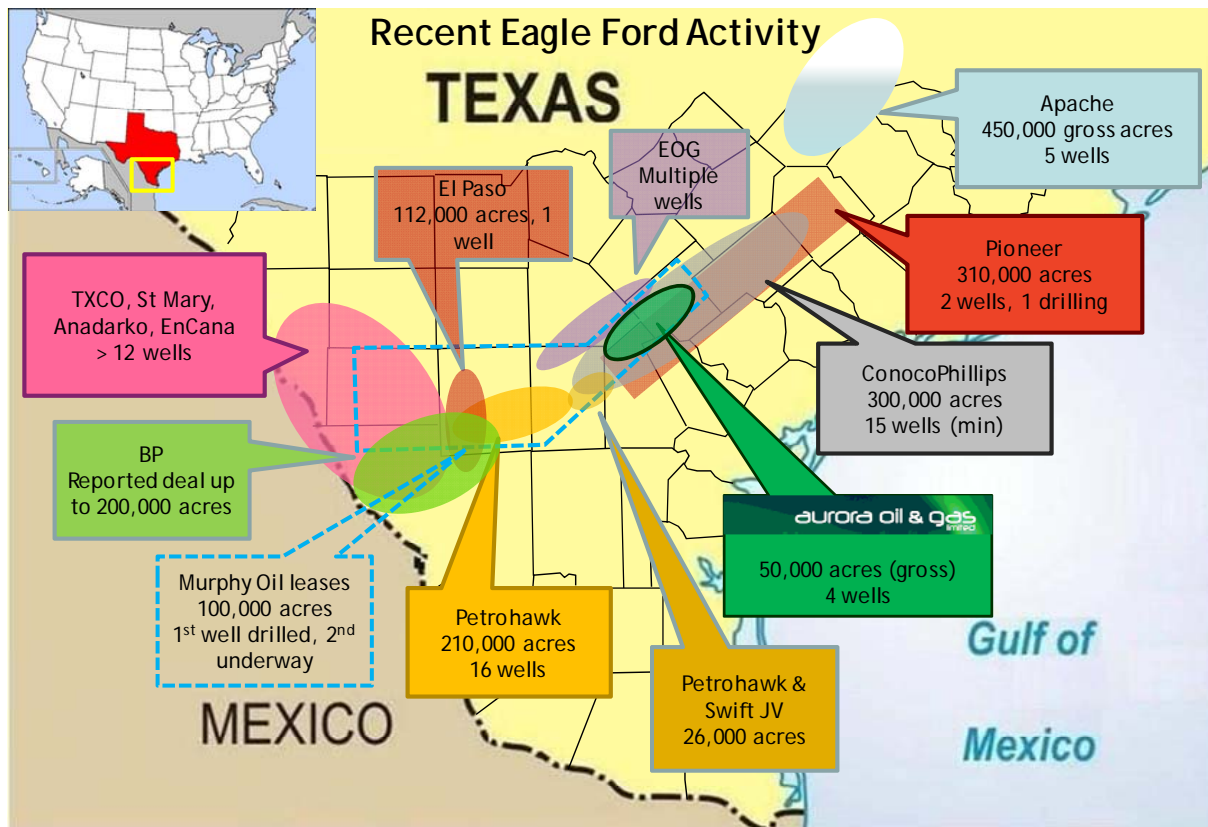 Recent Eagle Ford Activity
TEXAS
Apache
450,000 gross acres
5 wells
EOG
Multiple
wells
El Paso
112,000 acres, 1
well
Pioneer
310,000 acres
2 wells, 1 drilling
TXCO, St Mary,
Anadarko, EnCana
> 12 wells
ConocoPhillips
300,000 acres
15 wells (min)
BP
Reported deal up
to 200,000 acres
aurora oil & gas
limited
50,000 acres (gross)
4 wells
Murphy Oil leases
100,000 acres
1st well drilled, 2nd
underway
Petrohawk
210,000 acres
16 wells
Petrohawk &
Swift JV
26,000 acres
Gulf of
Mexico
MEXICO